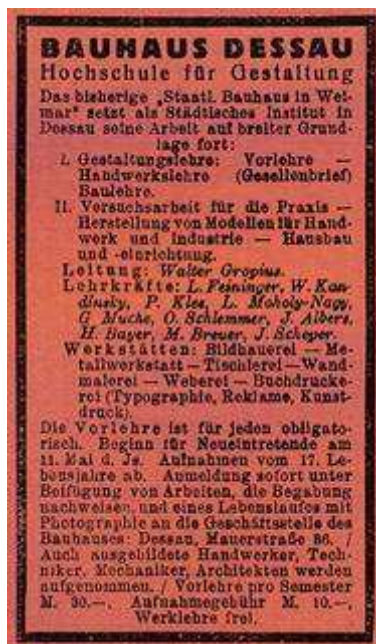 BAUHAUS DESSAU
Hochschule für Gestaltung
Das bisherige „Staatl. Bauhaus in Wei-
mar“ setzt als Städtisches Institut in
Dessau seine Arbeit auf breiter Grund-
lage fort:
I. Gestaltungslehre: Vorlehre —
Handwerkslehre (Gesellenbrief)
Baulehre.
II. Versuchsarbeit für die Praxis —
Herstellung von Modellen für Hand-
werk und Industrie — Hausbau
und -einrichtung.
Leitung: Walter Gropius.
Lehrkräfte: L. Feininger, W. Kan-
dinsky, P. Klee, L. Moholy-Nagy,
G. Muche, O. Schlemmer, J. Albers,
H. Bayer, M. Breuer, J. Scheper.
Werkstätten: Bildhauerei — Me-
tallwerkstatt — Tischlerei — Wand-
malerei — Weberei — Buchdrucke-
rei (Typographie, Reklame, Kunst-
druck).
Die Vorlehre ist für jeden obligato-
risch. Beginn für Neueintretende am
11. Mai d. Js. Aufnahmen vom 17. Le-
bensjahre ab. Anmeldung sofort unter
Beifügung von Arbeiten, die Begabung
nachweisen, und eines Lebenslaufes mit
Photographie an die Geschäftsstelle des
Bauhauses: Dessau, Mauerstraße 36. /
Auch ausgebildete Handwerker, Tech-
niker, Mechaniker, Architekten werden
aufgenommen. / Vorlehre pro Semester
M. 30.—, Aufnahmegebühr M. 10.—,
Werklehre frei.